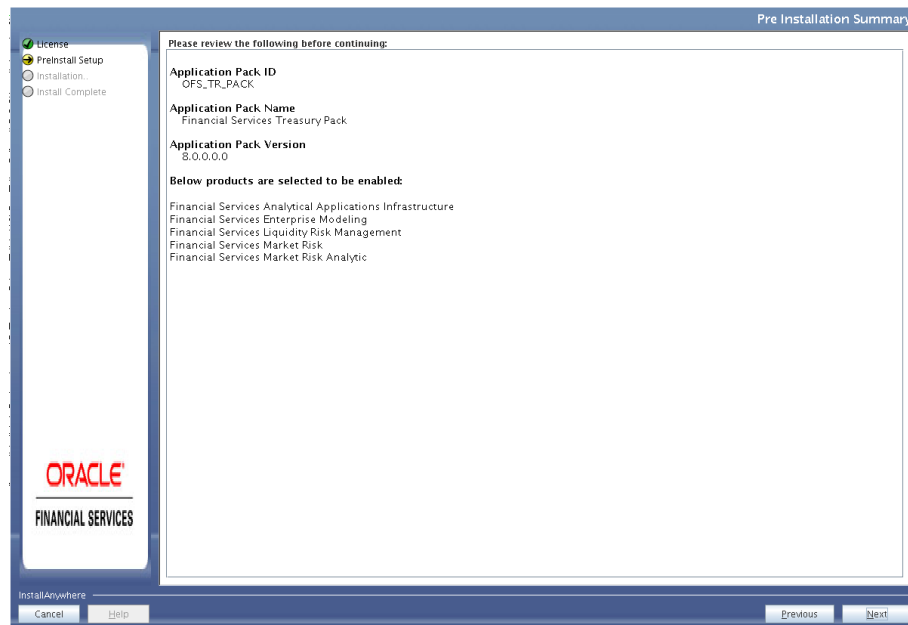 Pre Installation Summary
License
PreInstall Setup
Installation..
Install Complete
Please review the following before continuing:
Application Pack ID
OFS_TR_PACK
Application Pack Name
Financial Services Treasury Pack
Application Pack Version
8.0.0.0.0
Below products are selected to be enabled:
Financial Services Analytical Applications Infrastructure
Financial Services Enterprise Modeling
Financial Services Liquidity Risk Management
Financial Services Market Risk
Financial Services Market Risk Analytic
ORACLE
FINANCIAL SERVICES
InstallAnywhere
Cancel
Help
Previous
Next